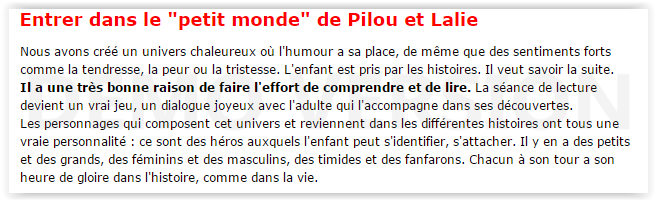 Entrer dans le "petit monde" de Pilou et Lalie
Nous avons créé un univers chaleureux où l'humour a sa place, de même que des sentiments forts
comme la tendresse, la peur ou la tristesse. L'enfant est pris par les histoires. Il veut savoir la suite.
Il a une très bonne raison de faire l'effort de comprendre et de lire. La séance de lecture
devient un vrai jeu, un dialogue joyeux avec l'adulte qui l'accompagne dans ses découvertes.
Les personnages qui composent cet univers et reviennent dans les différentes histoires ont tous une
vraie personnalité : ce sont des héros auxquels l'enfant peut s'identifier, s'attacher. Il y en a des petits
et des grands, des féminins et des masculins, des timides et des fanfarons. Chacun à son tour a son
heure de gloire dans l'histoire, comme dans la vie.